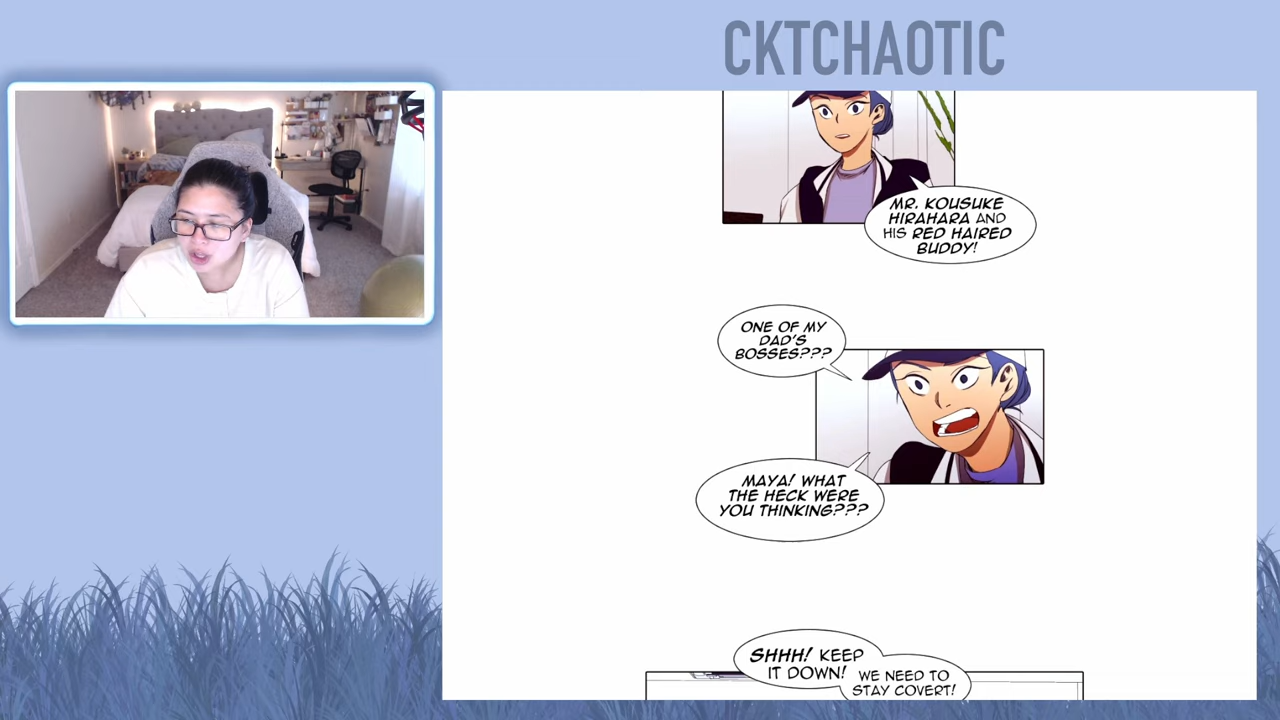 CKTCHAOTIC
MR. KOUSUKE
HIRAHARA AND
HIS RED HAIRED
BUDDY!
ONE OF MY
DAD'S
BOSSES???
MAYA! WHAT
THE HECK WERE
YOU THINKING???
SHHH! KEEP
IT DOWN!
WE NEED TO
STAY COVERT!